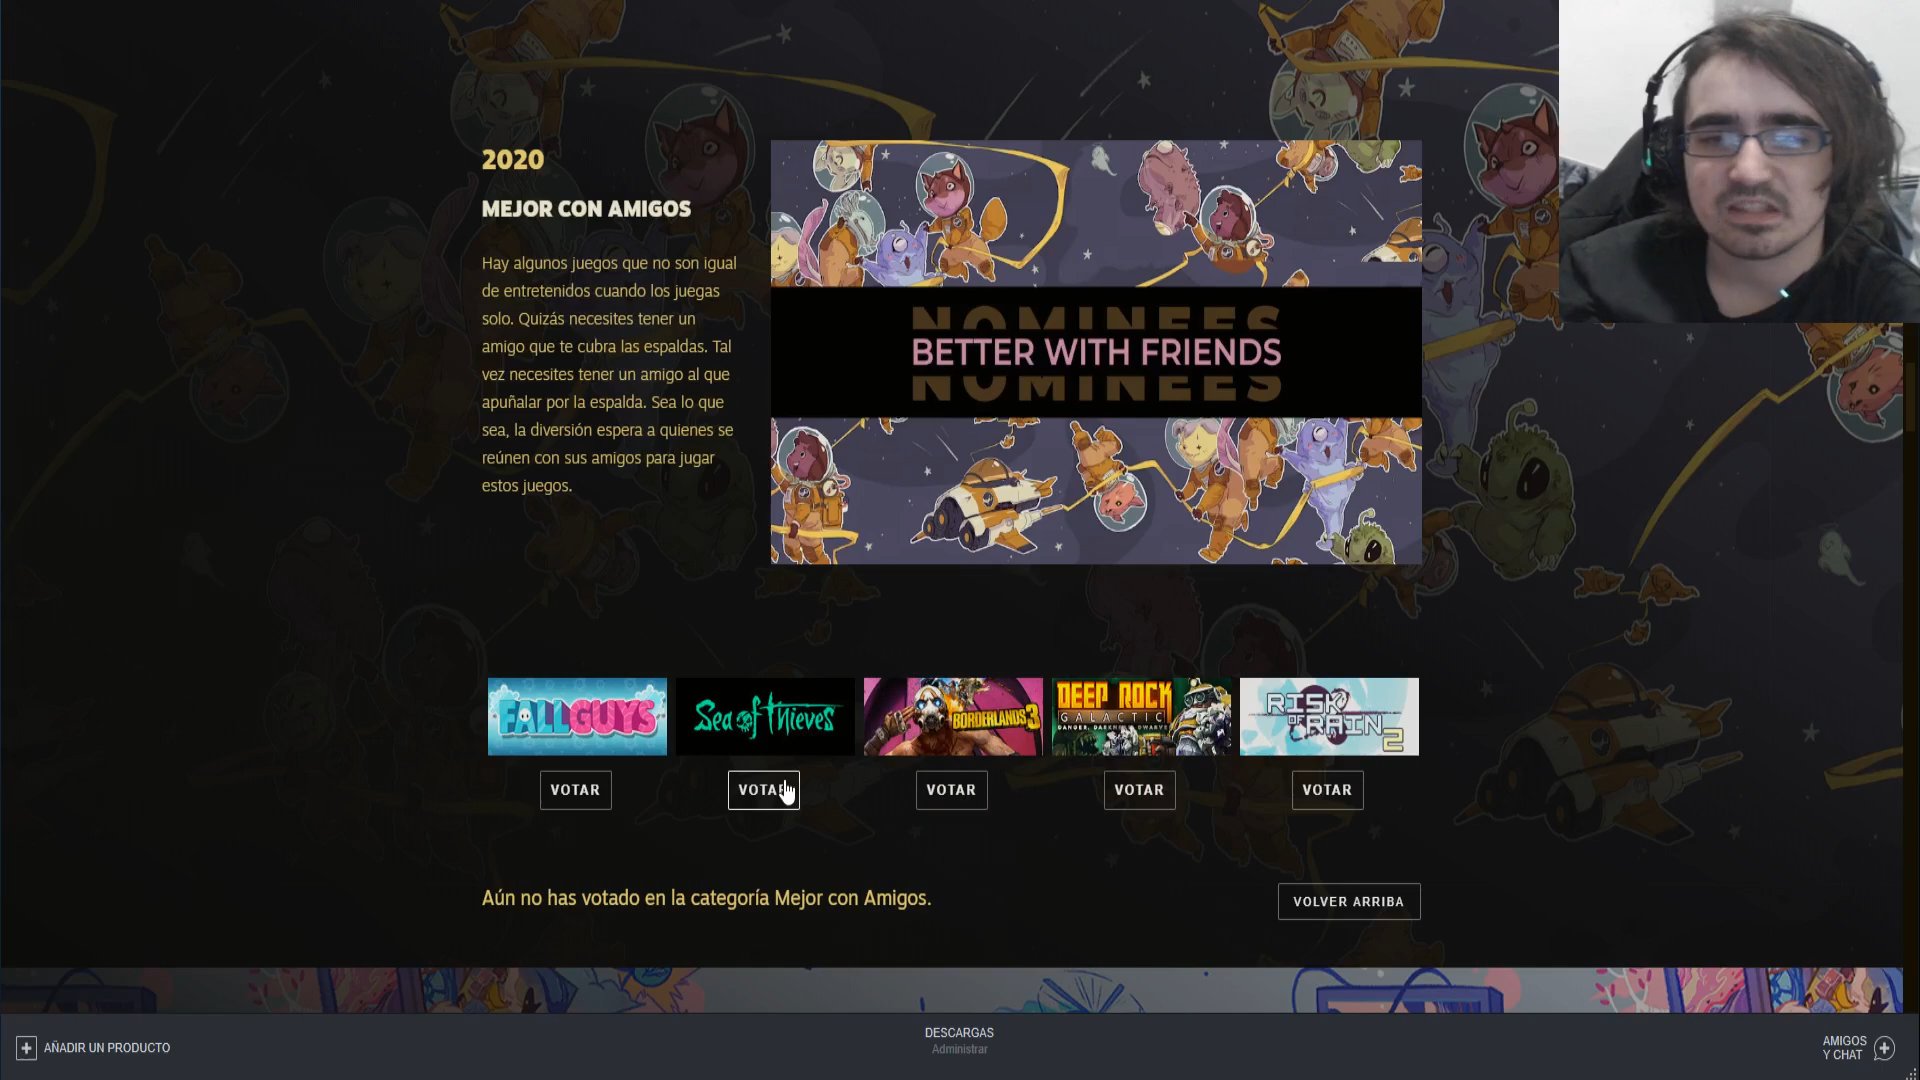 2020
MEJOR CON AMIGOS
Hay algunos juegos que no son igual
de entretenidos cuando los juegas
solo. Quizás necesites tener un
amigo que te cubra las espaldas. Tal
vez necesites tener un amigo al que
apuñalar por la espalda. Sea lo que
sea, la diversión espera a quienes se
reúnen con sus amigos para jugar
estos juegos.
NOMINEES
BETTER WITH FRIENDS
NOMINEES
FALL GUYS
Sea of Thieves
BORDERLANDS 3
DEEP ROCK
GALACTIC
DANGER. DARKNESS. DWARVES.
RISK
OF
RAIN 2
VOTAR
VOTAR
VOTAR
VOTAR
VOTAR
Aún no has votado en la categoría Mejor con Amigos.
VOLVER ARRIBA
AÑADIR UN PRODUCTO
DESCARGAS
Administrar
AMIGOS
Y CHAT